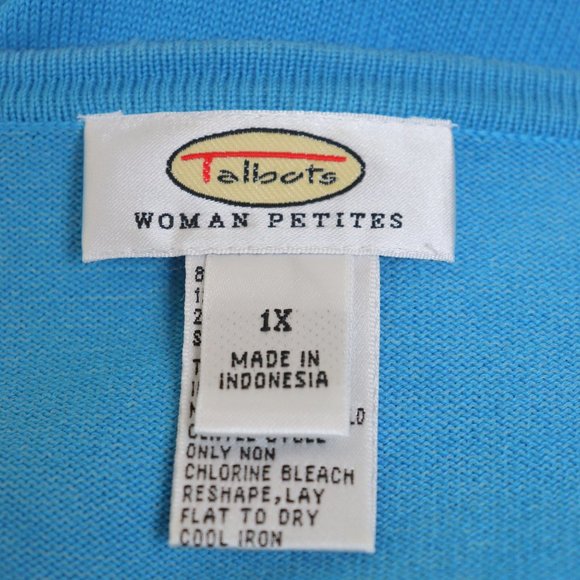 Talbots
WOMAN PETITES
1X
MADE IN
INDONESIA
ONLY NON
CHLORINE BLEACH
RESHAPE, LAY
FLAT TO DRY
COOL IRON